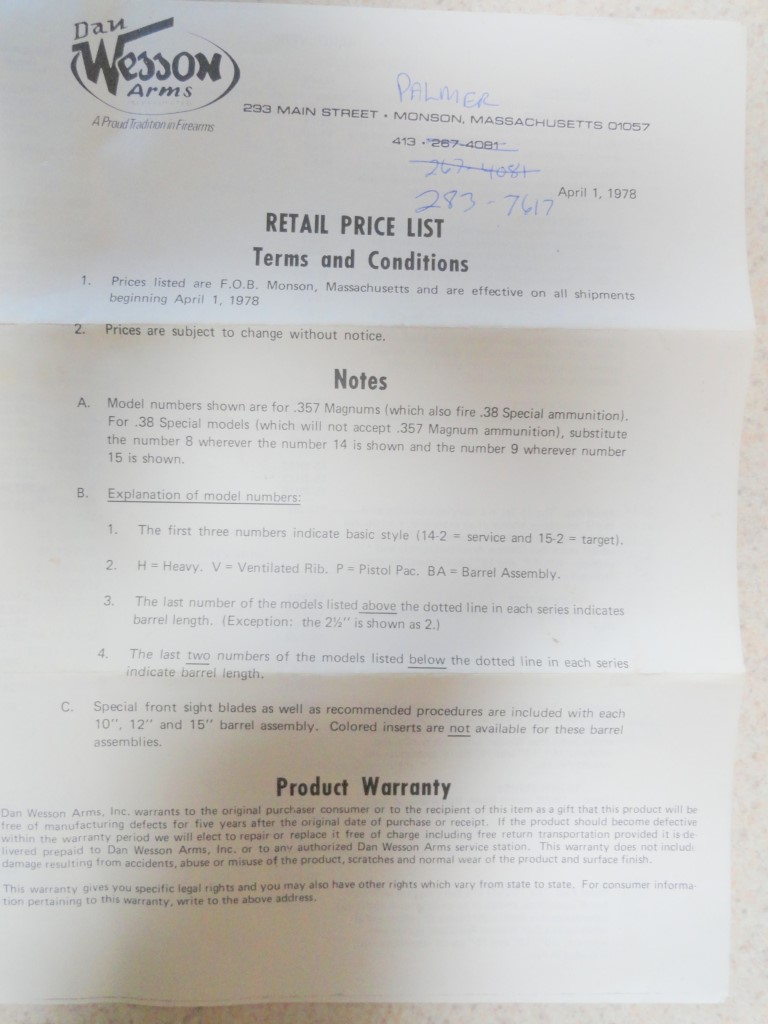 Dan
Wesson
Arms
A Proud Tradition in Firearms
PALMER
293 MAIN STREET • MONSON, MASSACHUSETTS 01057
413 • 267-4081
267-4081
283-7617
April 1, 1978
RETAIL PRICE LIST
Terms and Conditions
1. Prices listed are F.O.B. Monson, Massachusetts and are effective on all shipments
beginning April 1, 1978
2. Prices are subject to change without notice.
Notes
A. Model numbers shown are for .357 Magnums (which also fire .38 Special ammunition).
For .38 Special models (which will not accept .357 Magnum ammunition), substitute
the number 8 wherever the number 14 is shown and the number 9 wherever number
15 is shown.
B. Explanation of model numbers:
1. The first three numbers indicate basic style (14-2 = service and 15-2 = target).
2. H = Heavy. V = Ventilated Rib. P = Pistol Pac. BA = Barrel Assembly.
3. The last number of the models listed above the dotted line in each series indicates
barrel length. (Exception: the 2½" is shown as 2.)
4. The last two numbers of the models listed below the dotted line in each series
indicate barrel length.
C. Special front sight blades as well as recommended procedures are included with each
10", 12" and 15" barrel assembly. Colored inserts are not available for these barrel
assemblies.
Product Warranty
Dan Wesson Arms, Inc. warrants to the original purchaser consumer or to the recipient of this item as a gift that this product will be
free of manufacturing defects for five years after the original date of purchase or receipt. If the product should become defective
within the warranty period we will elect to repair or replace it free of charge including free return transportation provided it is de-
livered prepaid to Dan Wesson Arms, Inc. or to any authorized Dan Wesson Arms service station. This warranty does not includ
damage resulting from accidents, abuse or misuse of the product, scratches and normal wear of the product and surface finish.
This warranty gives you specific legal rights and you may also have other rights which vary from state to state. For consumer informa-
tion pertaining to this warranty, write to the above address.